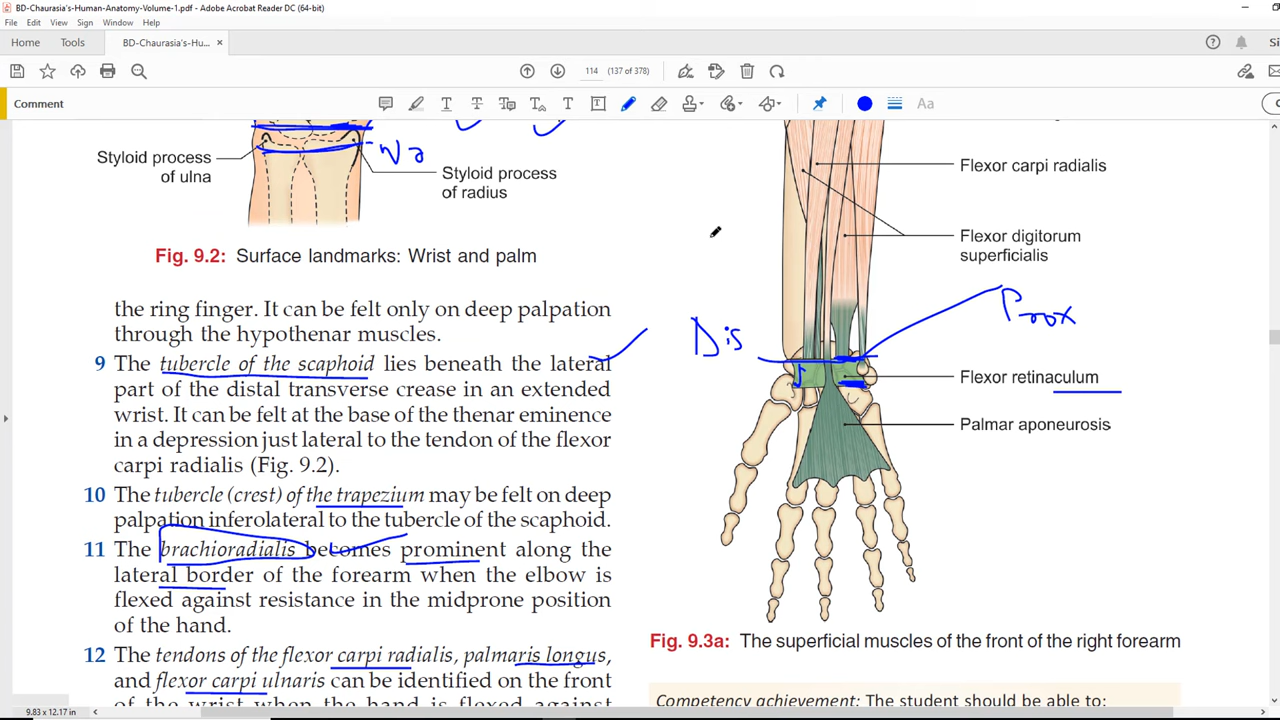 BD-Chaurasia's-Human-Anatomy-Volume-1.pdf - Adobe Acrobat Reader DC (64-bit)
File Edit View Sign Window Help
Home Tools BD-Chaurasia's-Hu... ×
114 (137 of 378)
Comment
Aa
Styloid process
of ulna
Styloid process
of radius
Fig. 9.2: Surface landmarks: Wrist and palm
the ring finger. It can be felt only on deep palpation
through the hypothenar muscles.
9 The tubercle of the scaphoid lies beneath the lateral
part of the distal transverse crease in an extended
wrist. It can be felt at the base of the thenar eminence
in a depression just lateral to the tendon of the flexor
carpi radialis (Fig. 9.2).
10 The tubercle (crest) of the trapezium may be felt on deep
palpation inferolateral to the tubercle of the scaphoid.
11 The brachioradialis becomes prominent along the
lateral border of the forearm when the elbow is
flexed against resistance in the midprone position
of the hand.
12 The tendons of the flexor carpi radialis, palmaris longus,
and flexor carpi ulnaris can be identified on the front
of the wrist when the hand is flexed against
Flexor carpi radialis
Flexor digitorum
superficialis
Prox
Dis
Flexor retinaculum
Palmar aponeurosis
Fig. 9.3a: The superficial muscles of the front of the right forearm
Competency achievement: The student should be able to:
9.83 x 12.17 in